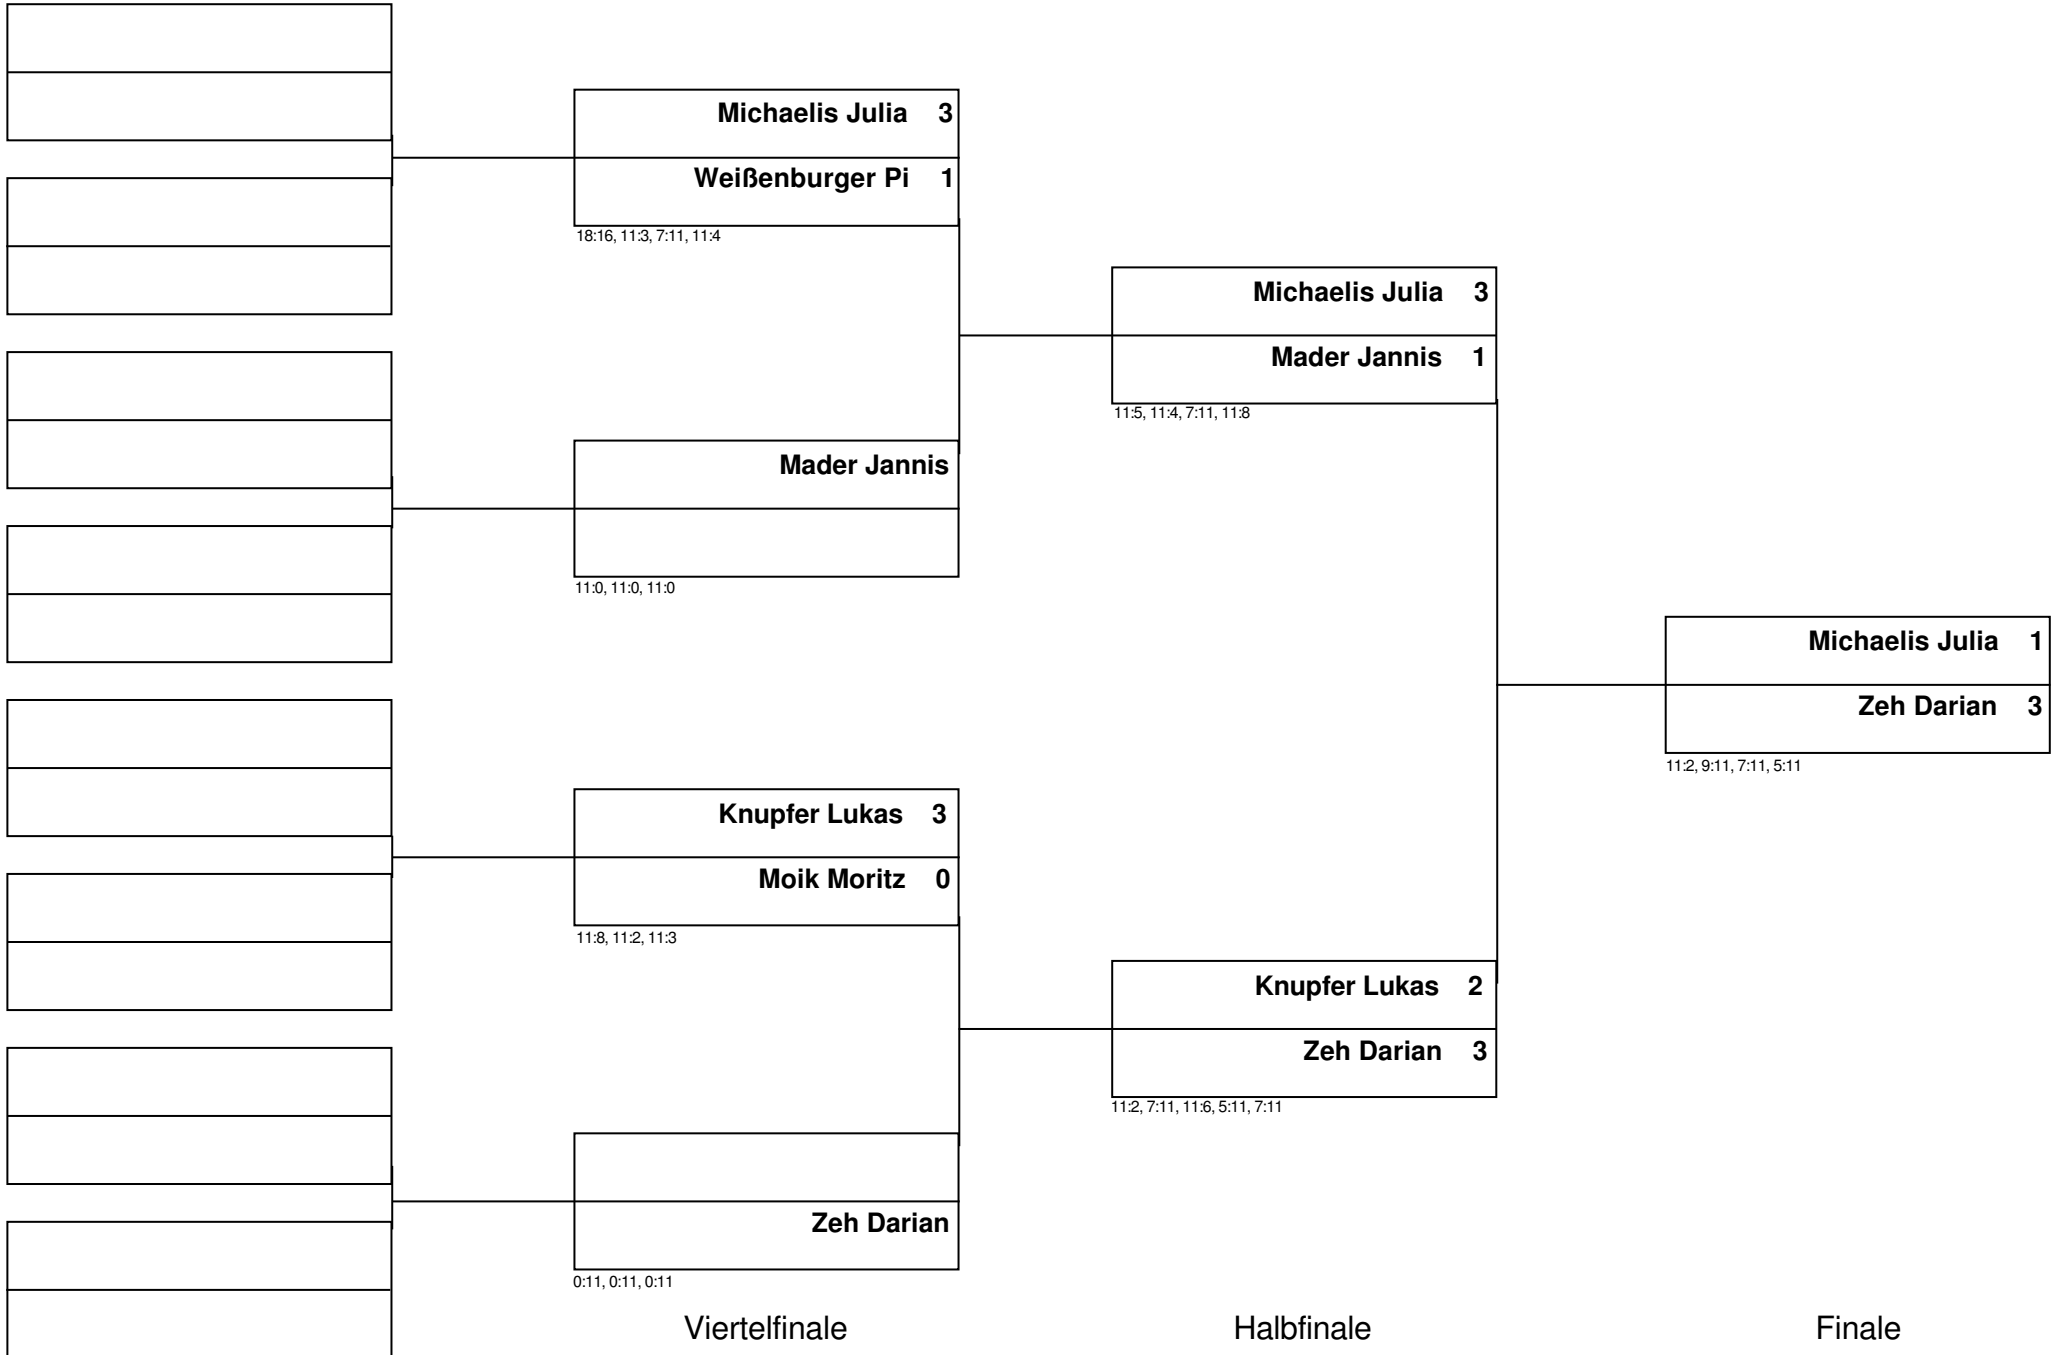 Michaelis Julia 3
Weißenburger Pi 1
18:16, 11:3, 7:11, 11:4
Mader Jannis
11:0, 11:0, 11:0
Knupfer Lukas 3
Moik Moritz 0
11:8, 11:2, 11:3
Zeh Darian
0:11, 0:11, 0:11
Viertelfinale
Michaelis Julia 3
Mader Jannis 1
11:5, 11:4, 7:11, 11:8
Knupfer Lukas 2
Zeh Darian 3
11:2, 7:11, 11:6, 5:11, 7:11
Halbfinale
Michaelis Julia 1
Zeh Darian 3
11:2, 9:11, 7:11, 5:11
Finale